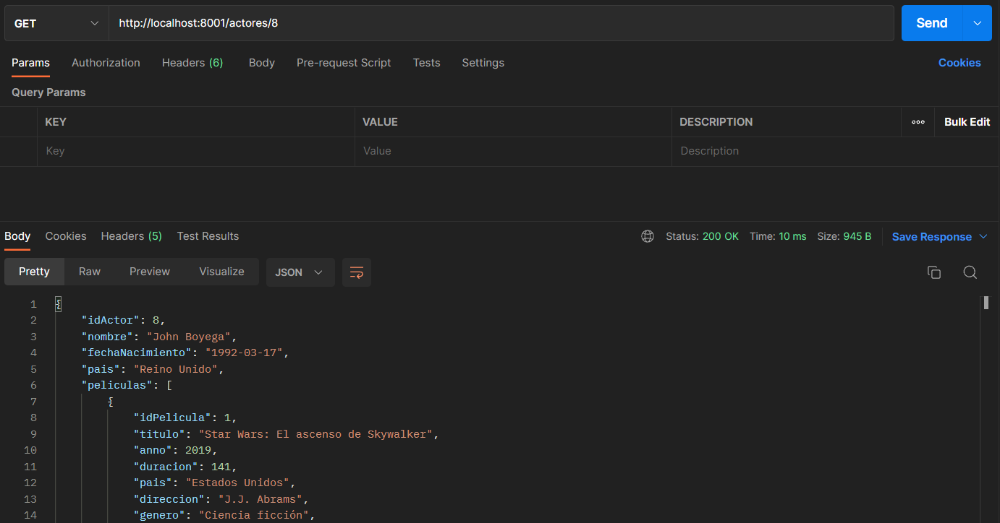 GET http://localhost:8001/actores/8 Send
Params Authorization Headers (6) Body Pre-request Script Tests Settings Cookies
Query Params
KEY VALUE DESCRIPTION Bulk Edit
Key Value Description
Body Cookies Headers (5) Test Results Status: 200 OK Time: 10 ms Size: 945 B Save Response
Pretty Raw Preview Visualize JSON
1 {
2 "idActor": 8,
3 "nombre": "John Boyega",
4 "fechaNacimiento": "1992-03-17",
5 "pais": "Reino Unido",
6 "peliculas": [
7 {
8 "idPelicula": 1,
9 "titulo": "Star Wars: El ascenso de Skywalker",
10 "anno": 2019,
11 "duracion": 141,
12 "pais": "Estados Unidos",
13 "direccion": "J.J. Abrams",
14 "genero": "Ciencia ficción",